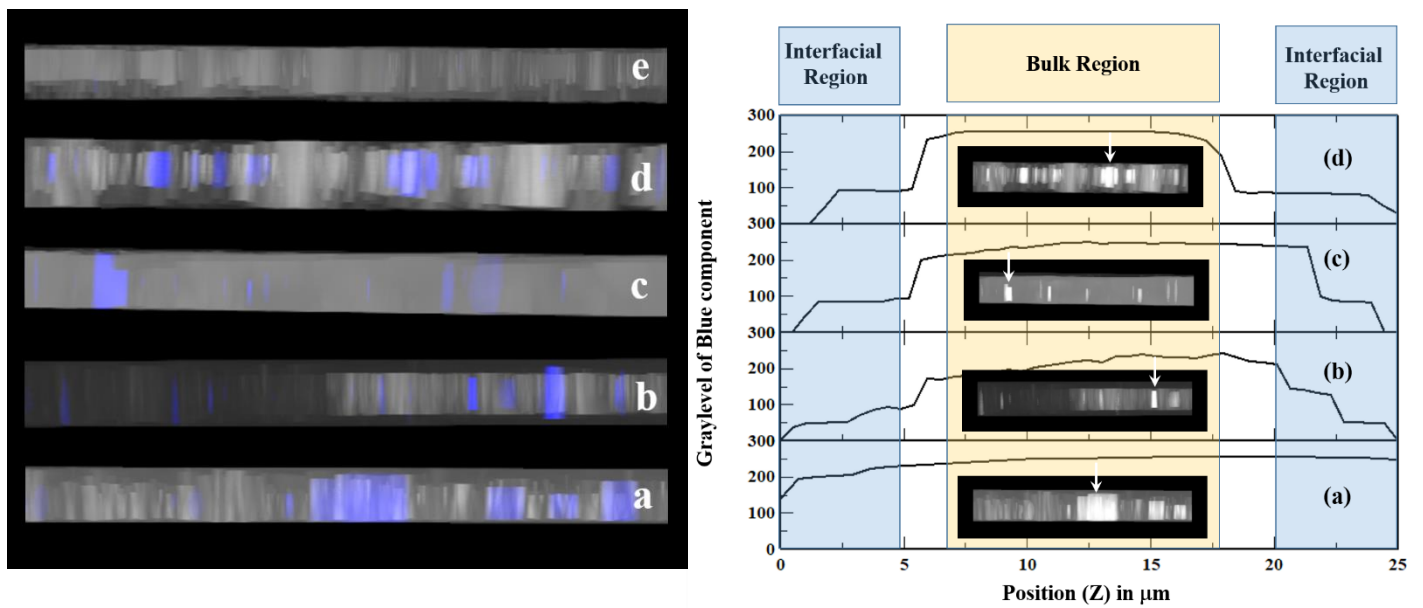 e
d
c
b
a
Interfacial
Region
Bulk Region
Interfacial
Region
Graylevel of Blue component
300
200
100
300
200
100
300
200
100
300
200
100
0
(d)
(c)
(b)
(a)
0 5 10 15 20 25
Position (Z) in μm